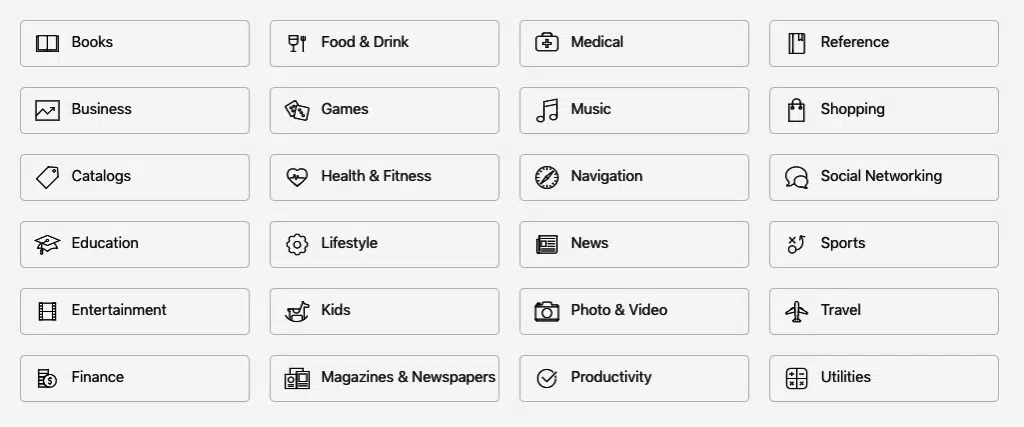 Books
Business
Catalogs
Education
Entertainment
Finance
Food & Drink
Games
Health & Fitness
Lifestyle
Kids
Magazines & Newspapers
Medical
Music
Navigation
News
Photo & Video
Productivity
Reference
Shopping
Social Networking
Sports
Travel
Utilities